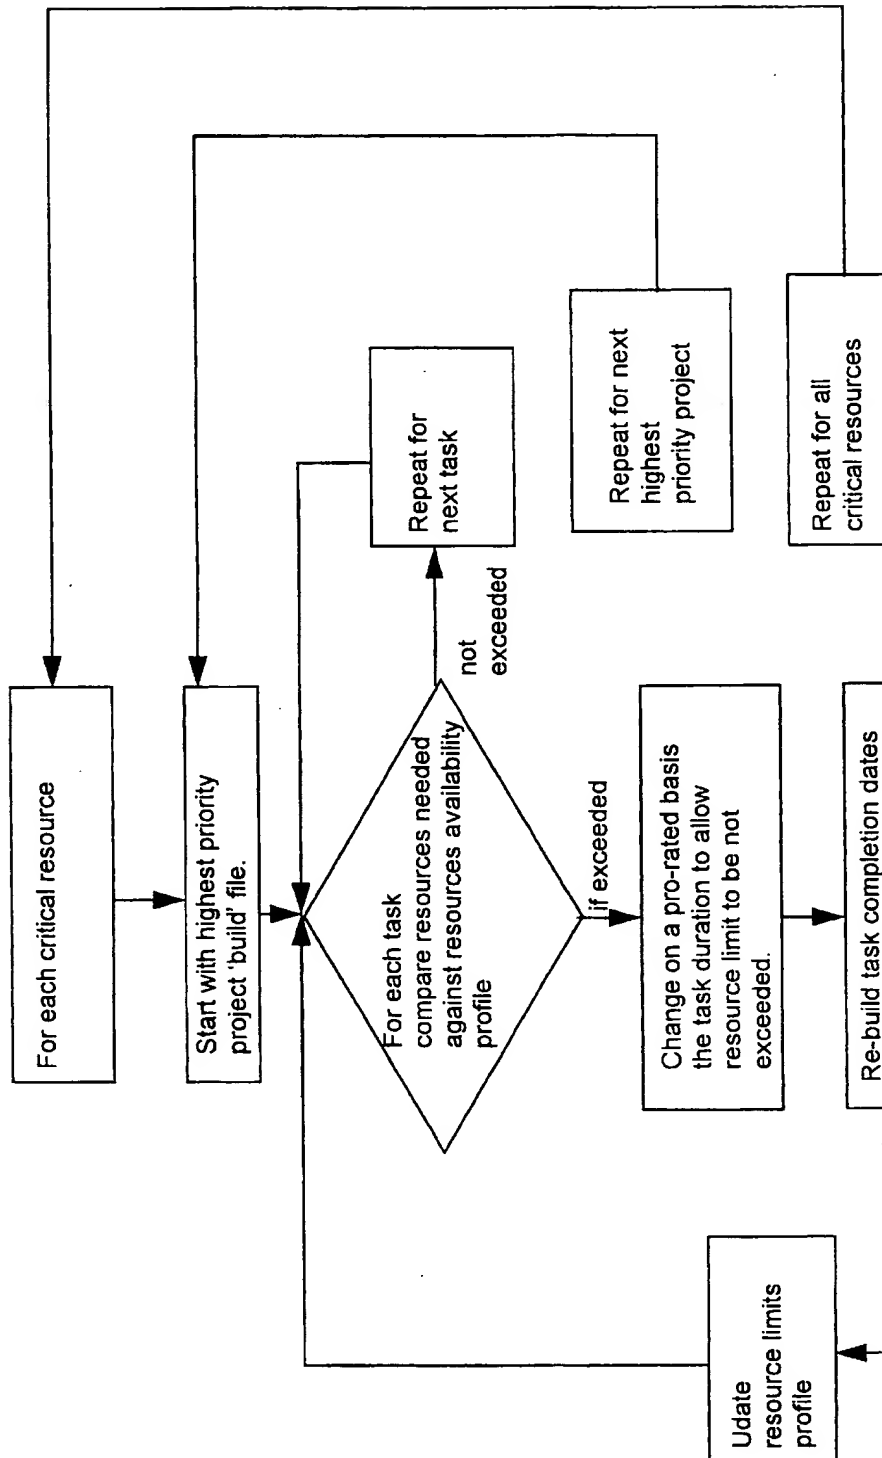 For each critical resource
Start with highest priority
project 'build' file.
For each task
compare resources needed
against resources availability
profile
not
exceeded
Repeat for
next task
if exceeded
Change on a pro-rated basis
the task duration to allow
resource limit to be not
exceeded.
Re-build task completion dates
Udate
resource limits
profile
Repeat for next
highest
priority project
Repeat for all
critical resources